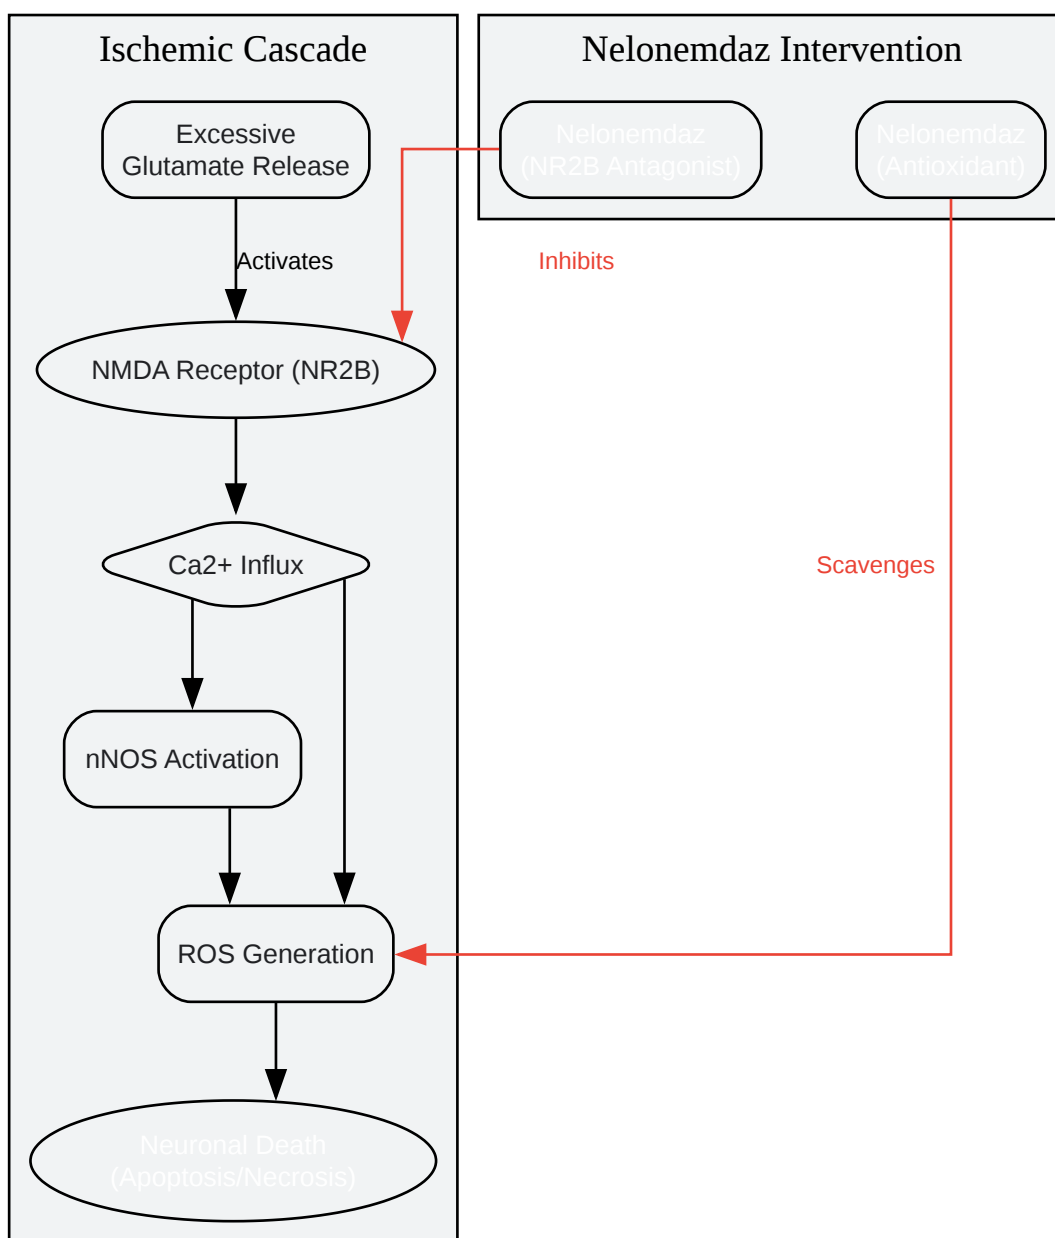 Ischemic Cascade
Excessive
Glutamate Release
Activates
NMDA Receptor (NR2B)
Ca2+ Influx
nNOS Activation
ROS Generation
Neuronal Death
(Apoptosis/Necrosis)
Nelonemdaz Intervention
Nelonemdaz
(NR2B Antagonist)
Nelonemdaz
(Antioxidant)
Inhibits
Scavenges